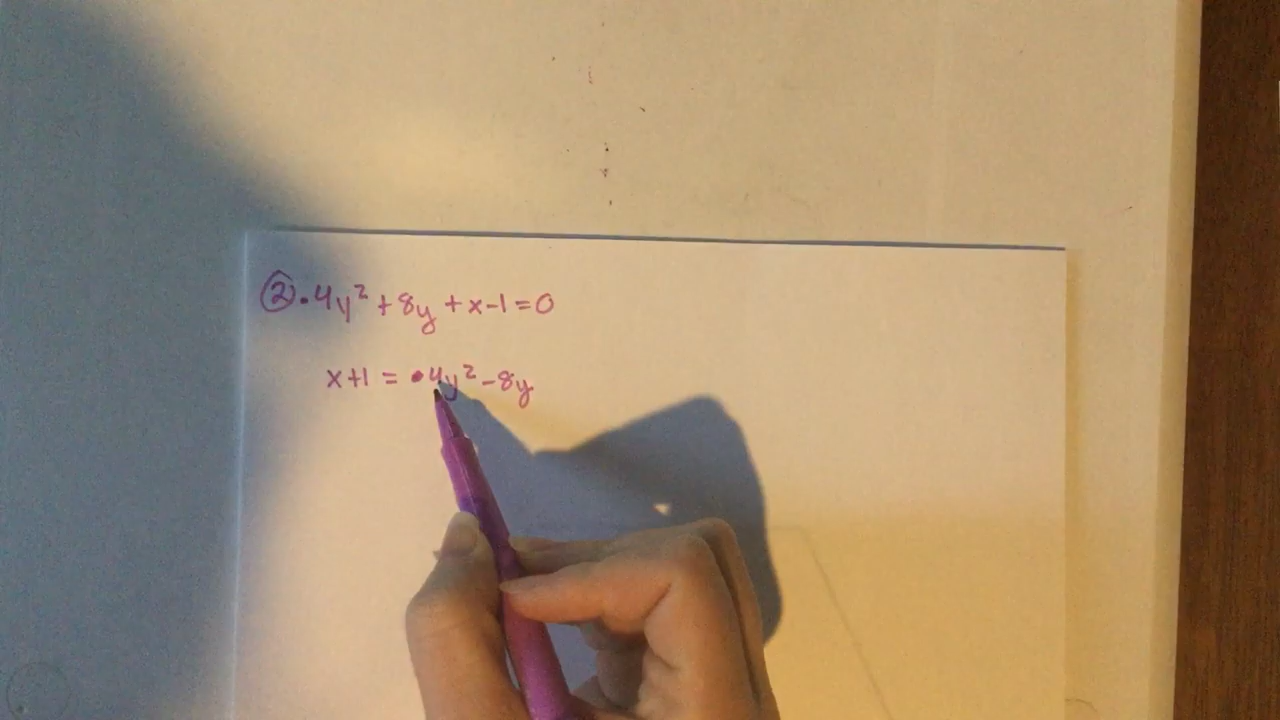 ② .4y² + 8y + x - 1 = 0
x + 1 = .4y² - 8y